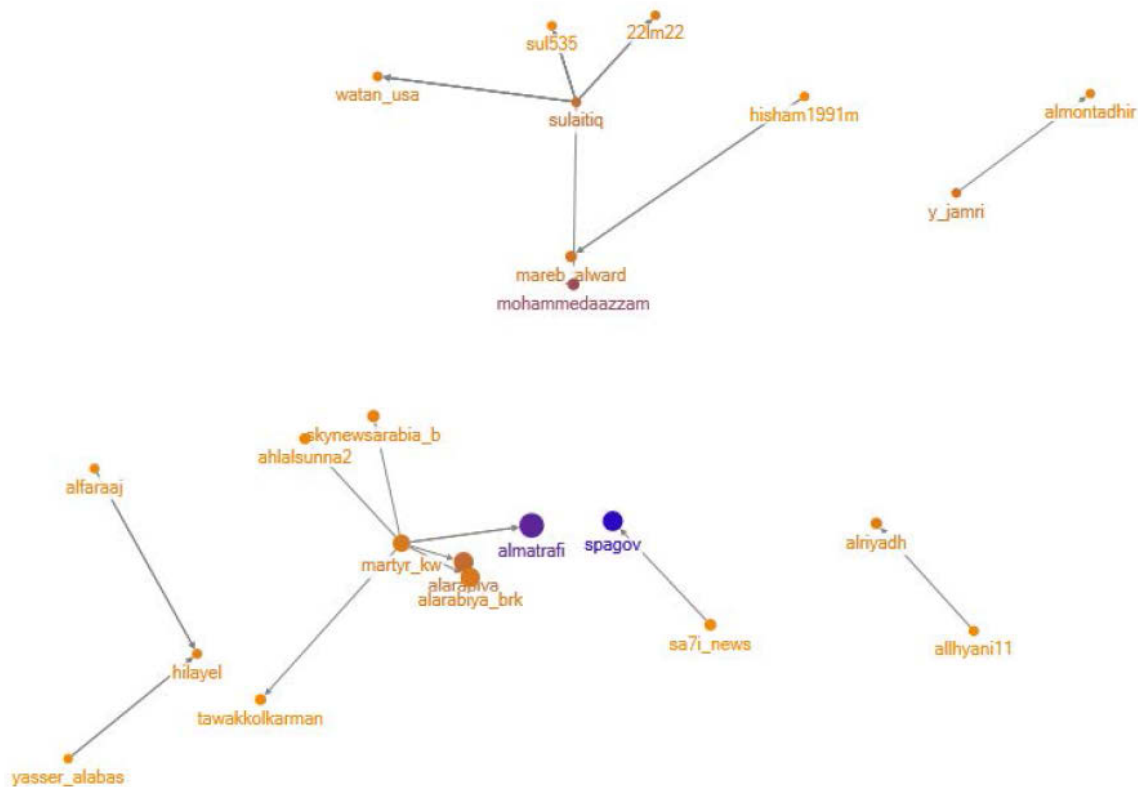 22lm22
sul535
watan_usa
sulaitiq
hisham1991m
almontadhir
y_jamri
mareb_alward
mohammedaazzam
skynewsarabia_b
ahlalsunna2
alfaraaj
almatrafi
spagov
alriyadh
martyr_kw
alarabiya
alarabiya_brk
sa7i_news
allhyani11
hilayel
tawakkolkarman
yasser_alabas